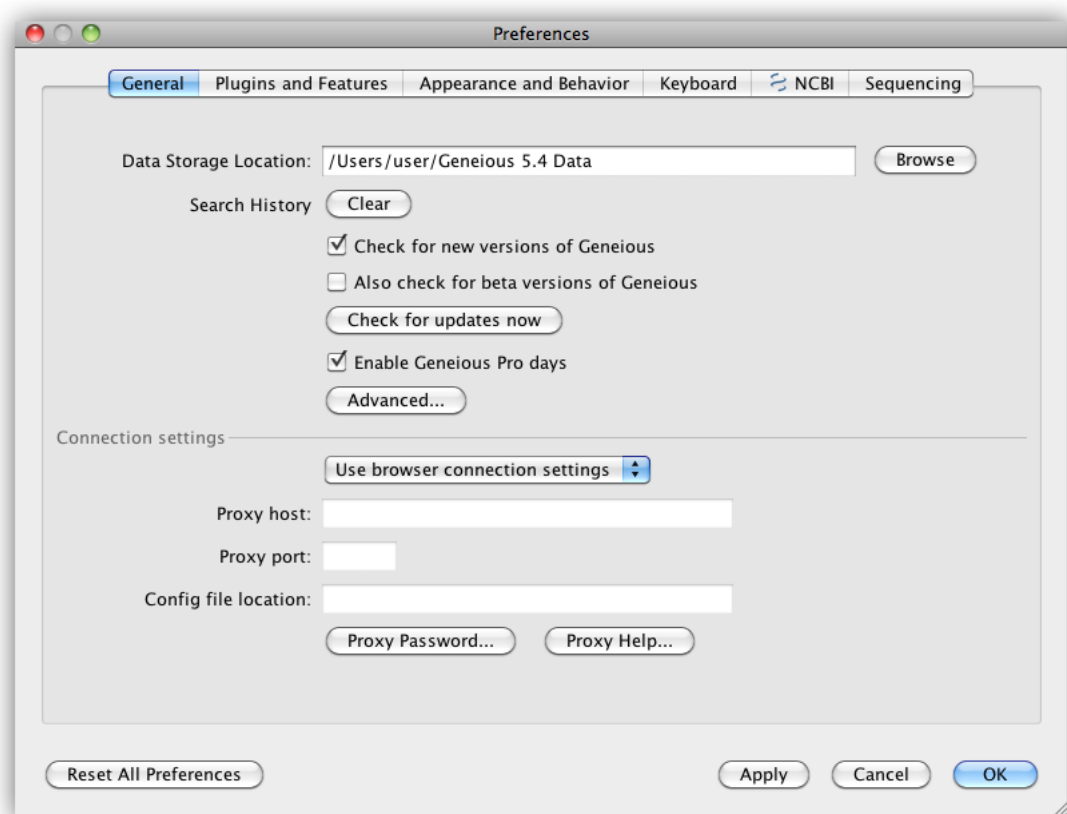 Preferences
General Plugins and Features Appearance and Behavior Keyboard NCBI Sequencing
Data Storage Location: /Users/user/Geneious 5.4 Data Browse
Search History Clear
Check for new versions of Geneious
Also check for beta versions of Geneious
Check for updates now
Enable Geneious Pro days
Advanced...
Connection settings
Use browser connection settings
Proxy host:
Proxy port:
Config file location:
Proxy Password... Proxy Help...
Reset All Preferences Apply Cancel OK